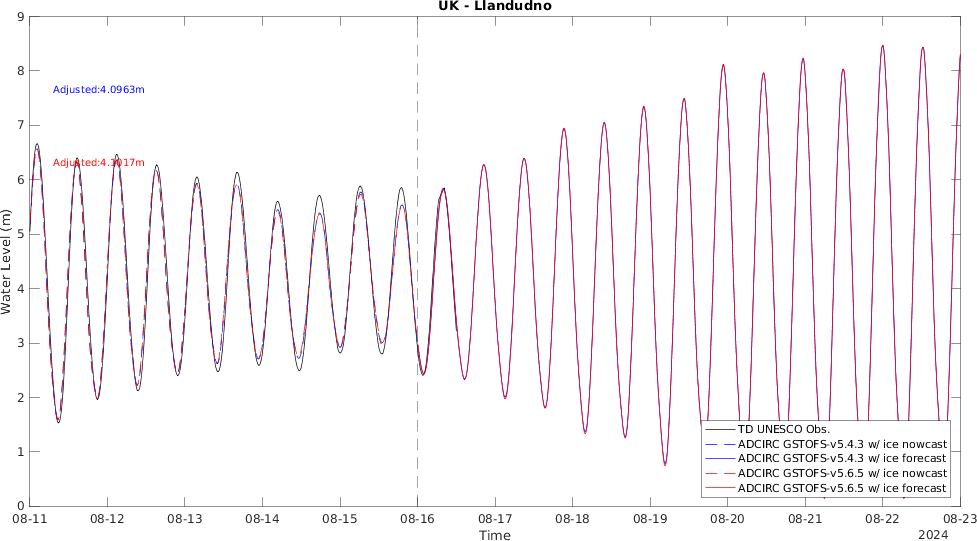 UK - Llandudno
9
8
7
6
5
4
3
2
1
0
Water Level (m)
Adjusted:4.0963m
Adjusted:4.1017m
TD UNESCO Obs.
ADCIRC GSTOFS-v5.4.3 w/ ice nowcast
ADCIRC GSTOFS-v5.4.3 w/ ice forecast
ADCIRC GSTOFS-v5.6.5 w/ ice nowcast
ADCIRC GSTOFS-v5.6.5 w/ ice forecast
08-11 08-12 08-13 08-14 08-15 08-16 08-17 08-18 08-19 08-20 08-21 08-22 08-23
Time
2024